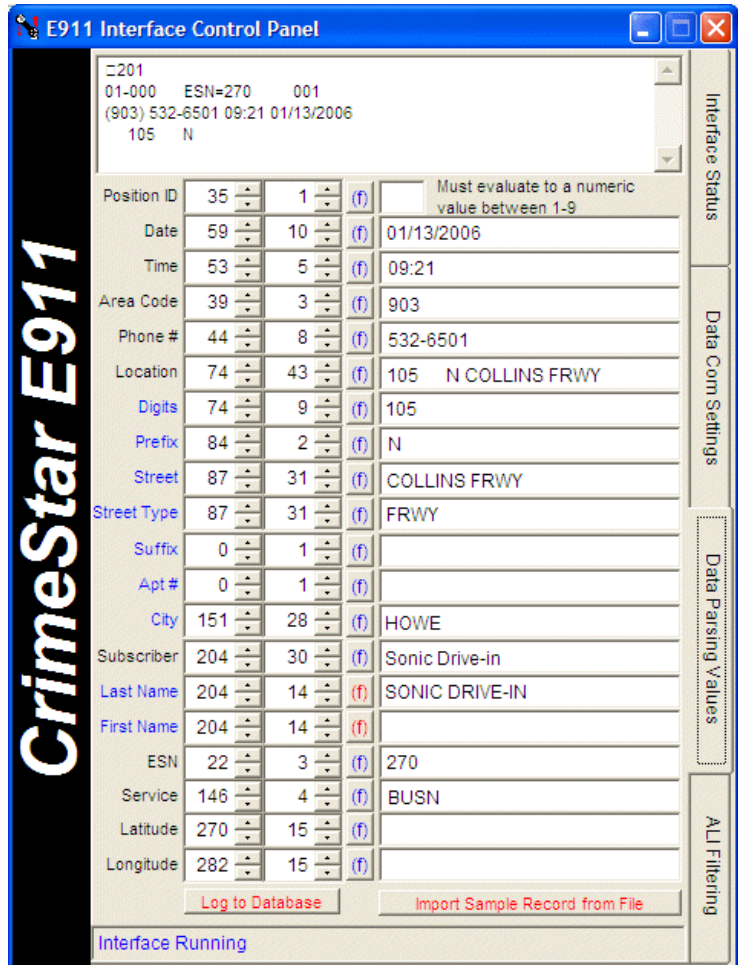 E911 Interface Control Panel
CrimeStar E911
⊐201
01-000 ESN=270 001
(903) 532-6501 09:21 01/13/2006
105 N
Position ID 35 1 (f) Must evaluate to a numeric
value between 1-9
Date 59 10 (f) 01/13/2006
Time 53 5 (f) 09:21
Area Code 39 3 (f) 903
Phone # 44 8 (f) 532-6501
Location 74 43 (f) 105 N COLLINS FRWY
Digits 74 9 (f) 105
Prefix 84 2 (f) N
Street 87 31 (f) COLLINS FRWY
Street Type 87 31 (f) FRWY
Suffix 0 1 (f)
Apt # 0 1 (f)
City 151 28 (f) HOWE
Subscriber 204 30 (f) Sonic Drive-in
Last Name 204 14 (f) SONIC DRIVE-IN
First Name 204 14 (f)
ESN 22 3 (f) 270
Service 146 4 (f) BUSN
Latitude 270 15 (f)
Longitude 282 15 (f)
Log to Database Import Sample Record from File
Interface Running
Interface Status
Data Com Settings
Data Parsing Values
ALI Filtering